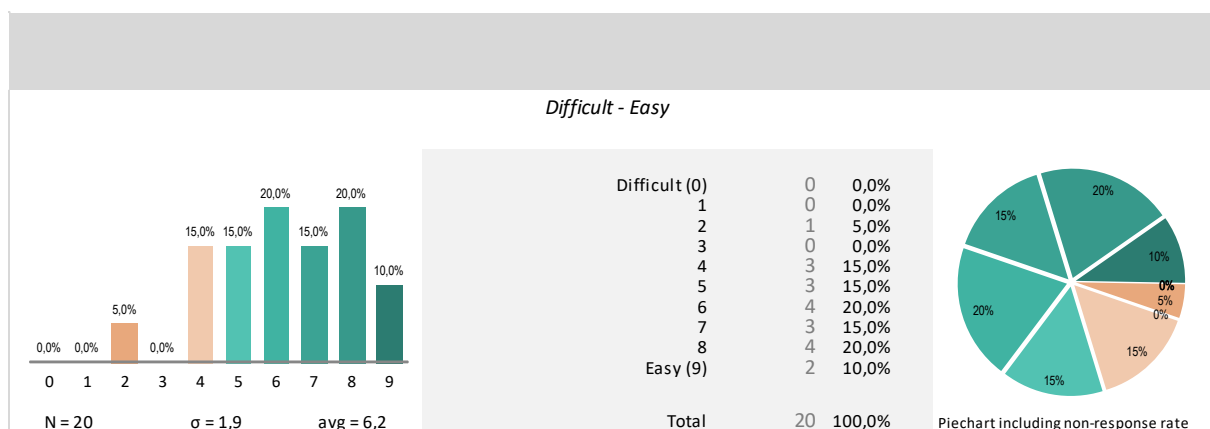 Difficult - Easy
0,0% 0,0% 5,0% 0,0% 15,0% 15,0% 20,0% 15,0% 20,0% 10,0%
0 1 2 3 4 5 6 7 8 9
N = 20 σ = 1,9 avg = 6,2
Difficult (0) 0 0,0%
1 0 0,0%
2 1 5,0%
3 0 0,0%
4 3 15,0%
5 3 15,0%
6 4 20,0%
7 3 15,0%
8 4 20,0%
Easy (9) 2 10,0%
Total 20 100,0%
20%
15%
10%
0%
5%
0%
20%
15%
15%
Piechart including non-response rate